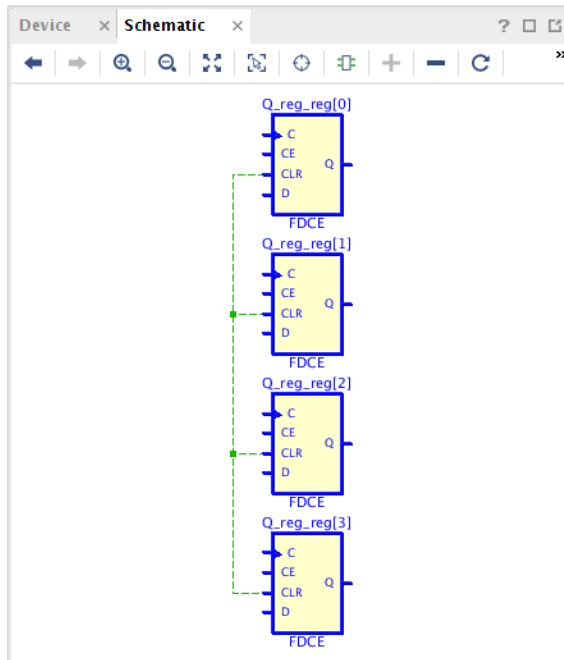 Device × Schematic × ?
»
Q_reg_reg[0]
C
CE
Q
CLR
D
FDCE
Q_reg_reg[1]
C
CE
Q
CLR
D
FDCE
Q_reg_reg[2]
C
CE
Q
CLR
D
FDCE
Q_reg_reg[3]
C
CE
Q
CLR
D
FDCE